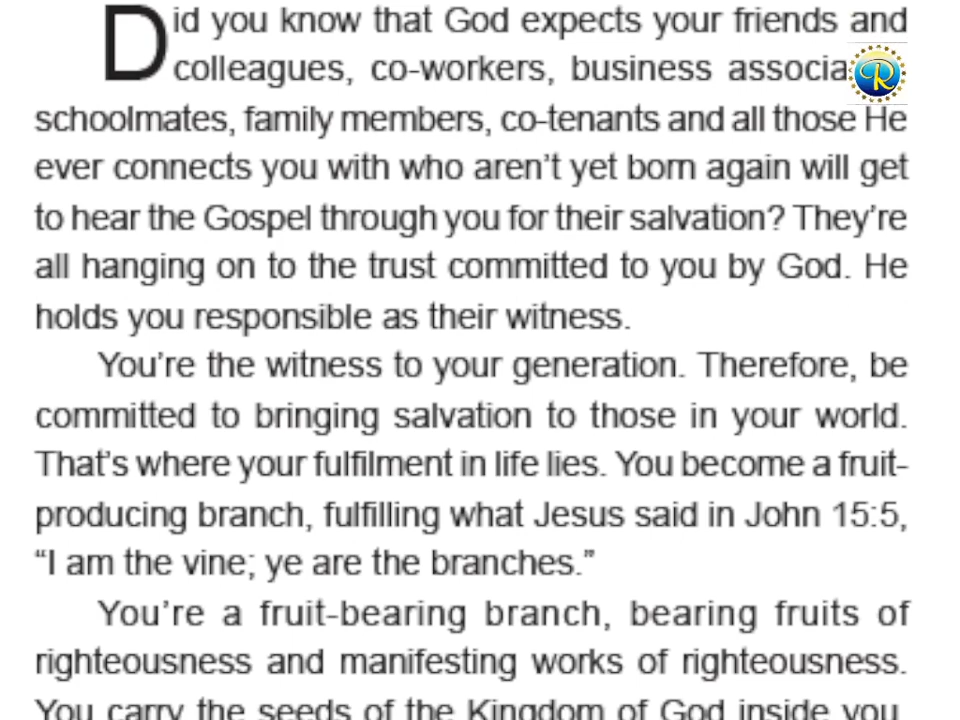 Did you know that God expects your friends and
colleagues, co-workers, business associa
schoolmates, family members, co-tenants and all those He
ever connects you with who aren't yet born again will get
to hear the Gospel through you for their salvation? They're
all hanging on to the trust committed to you by God. He
holds you responsible as their witness.
You're the witness to your generation. Therefore, be
committed to bringing salvation to those in your world.
That's where your fulfilment in life lies. You become a fruit-
producing branch, fulfilling what Jesus said in John 15:5,
“I am the vine; ye are the branches.”
You're a fruit-bearing branch, bearing fruits of
righteousness and manifesting works of righteousness.
You carry the seeds of the Kingdom of God inside you.
R